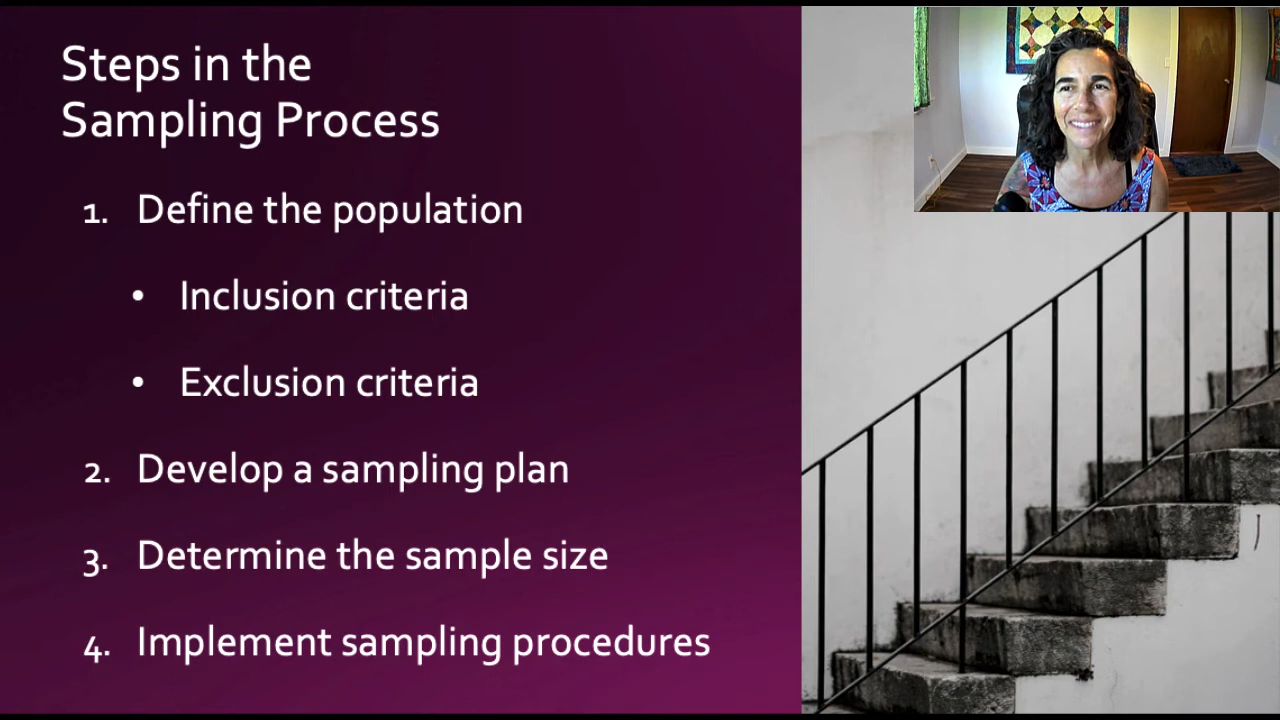 Steps in the
Sampling Process
1. Define the population
• Inclusion criteria
• Exclusion criteria
2. Develop a sampling plan
3. Determine the sample size
4. Implement sampling procedures